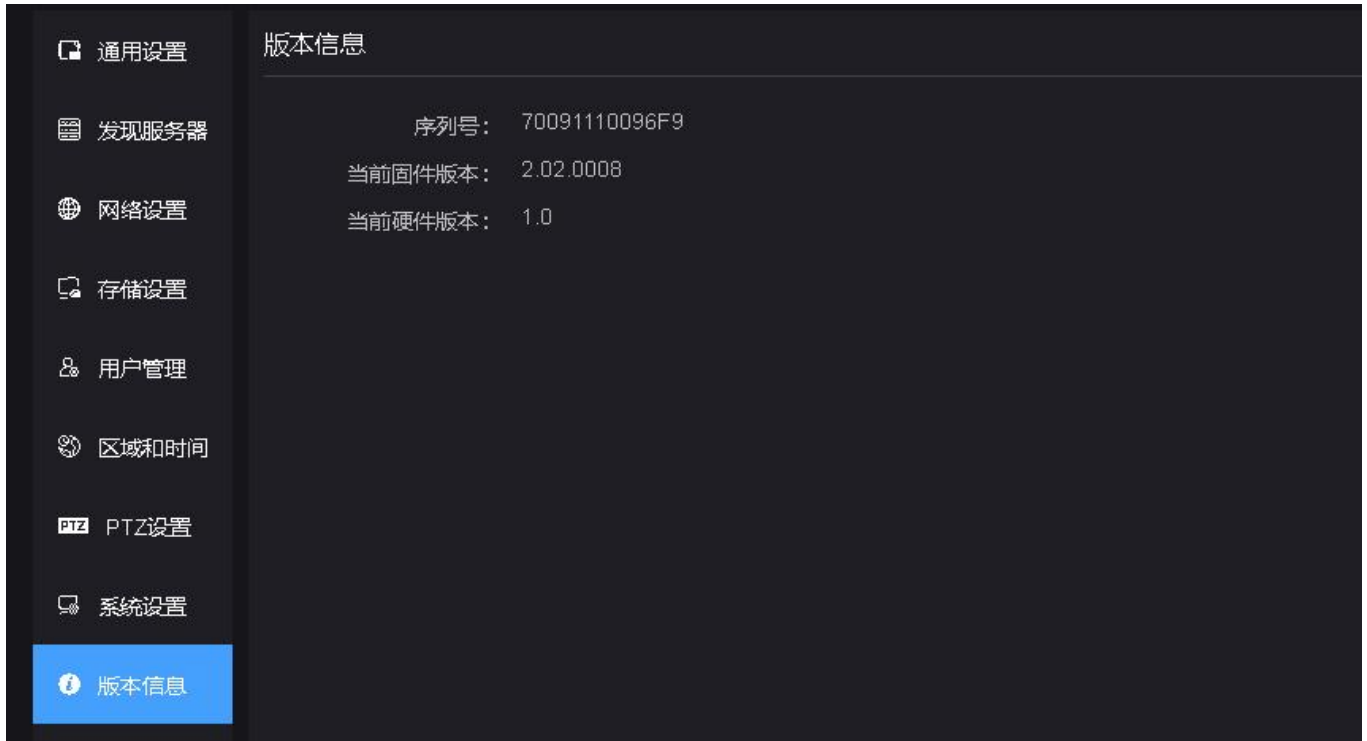 通用设置
发现服务器
网络设置
存储设置
用户管理
区域和时间
PTZ PTZ设置
系统设置
版本信息
版本信息
序列号: 70091110096F9
当前固件版本: 2.02.0008
当前硬件版本: 1.0